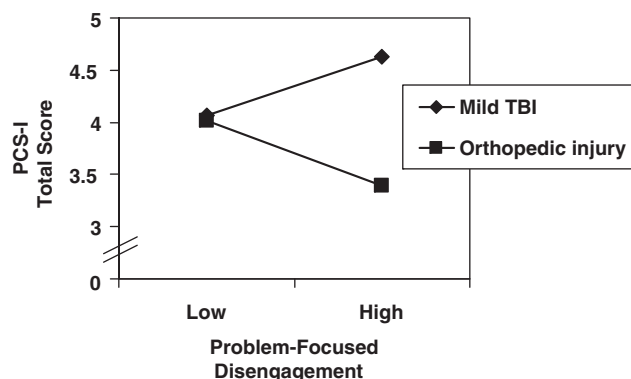 5
4.5
4
3.5
3
0
PCS-I
Total Score
Mild TBI
Orthopedic injury
Low High
Problem-Focused
Disengagement